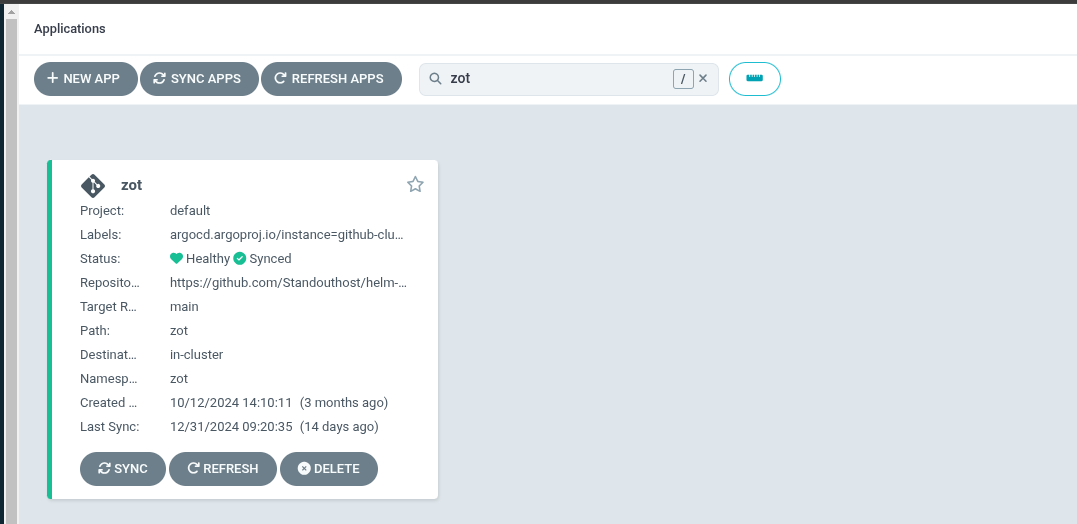 Applications
NEW APP SYNC APPS REFRESH APPS zot /
zot
Project: default
Labels: argocd.argoproj.io/instance=github-clu...
Status: Healthy Synced
Reposito... https://github.com/Standouthost/helm-...
Target R... main
Path: zot
Destinat... in-cluster
Namesp... zot
Created ... 10/12/2024 14:10:11 (3 months ago)
Last Sync: 12/31/2024 09:20:35 (14 days ago)
SYNC REFRESH DELETE